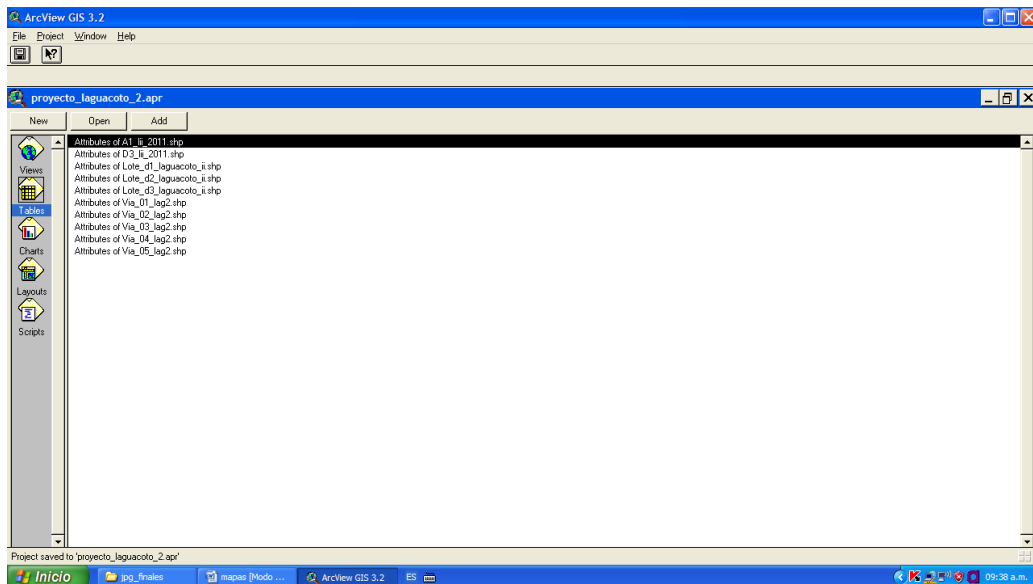 ArcView GIS 3.2
File Project Window Help
proyecto_laguacoto_2.apr
New Open Add
Views
Tables
Charts
Layouts
Scripts
Attributes of A1_Iii_2011.shp
Attributes of D3_Iii_2011.shp
Attributes of Lote_d1_laguacoto_ii.shp
Attributes of Lote_d2_laguacoto_ii.shp
Attributes of Lote_d3_laguacoto_ii.shp
Attributes of Via_01_lag2.shp
Attributes of Via_02_lag2.shp
Attributes of Via_03_lag2.shp
Attributes of Via_04_lag2.shp
Attributes of Via_05_lag2.shp
Project saved to 'proyecto_laguacoto_2.apr'
Inicio jpg_finales mapas [Modo ... ArcView GIS 3.2 ES 09:38 a.m.